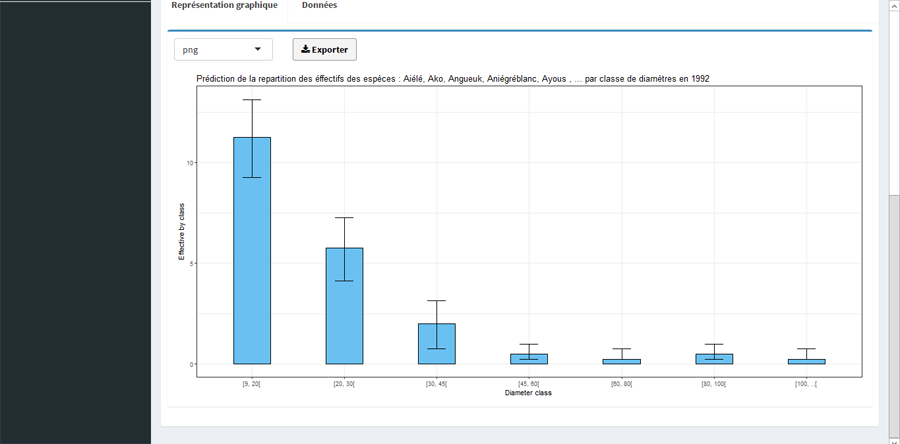 Représentation graphique
Données
png
Exporter
Prédiction de la repartition des éffectifs des espèces : Aiélé, Ako, Angueuk, Aniégréblanc, Ayous , ... par classe de diamètres en 1992
Effective by class
10
5
0
[9, 20[
[20, 30[
[30, 45[
[45, 60[
[60, 80[
[80, 100[
[100, ...[
Diameter class